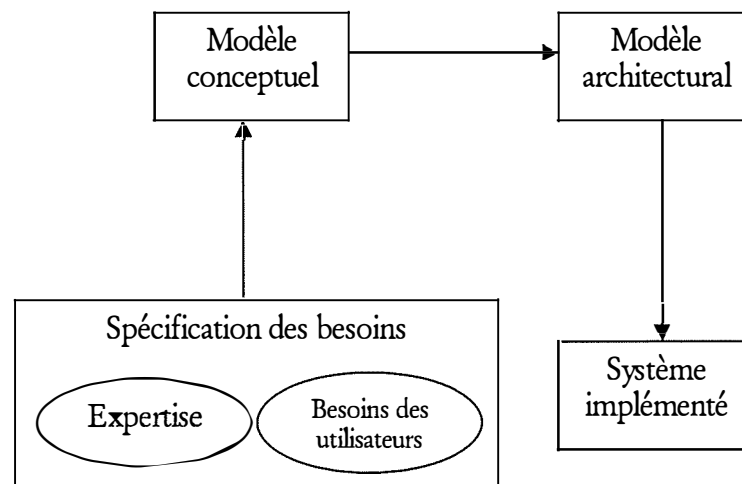 Modèle
conceptuel
Modèle
architectural
Spécification des besoins
Expertise
Besoins des
utilisateurs
Système
implémenté